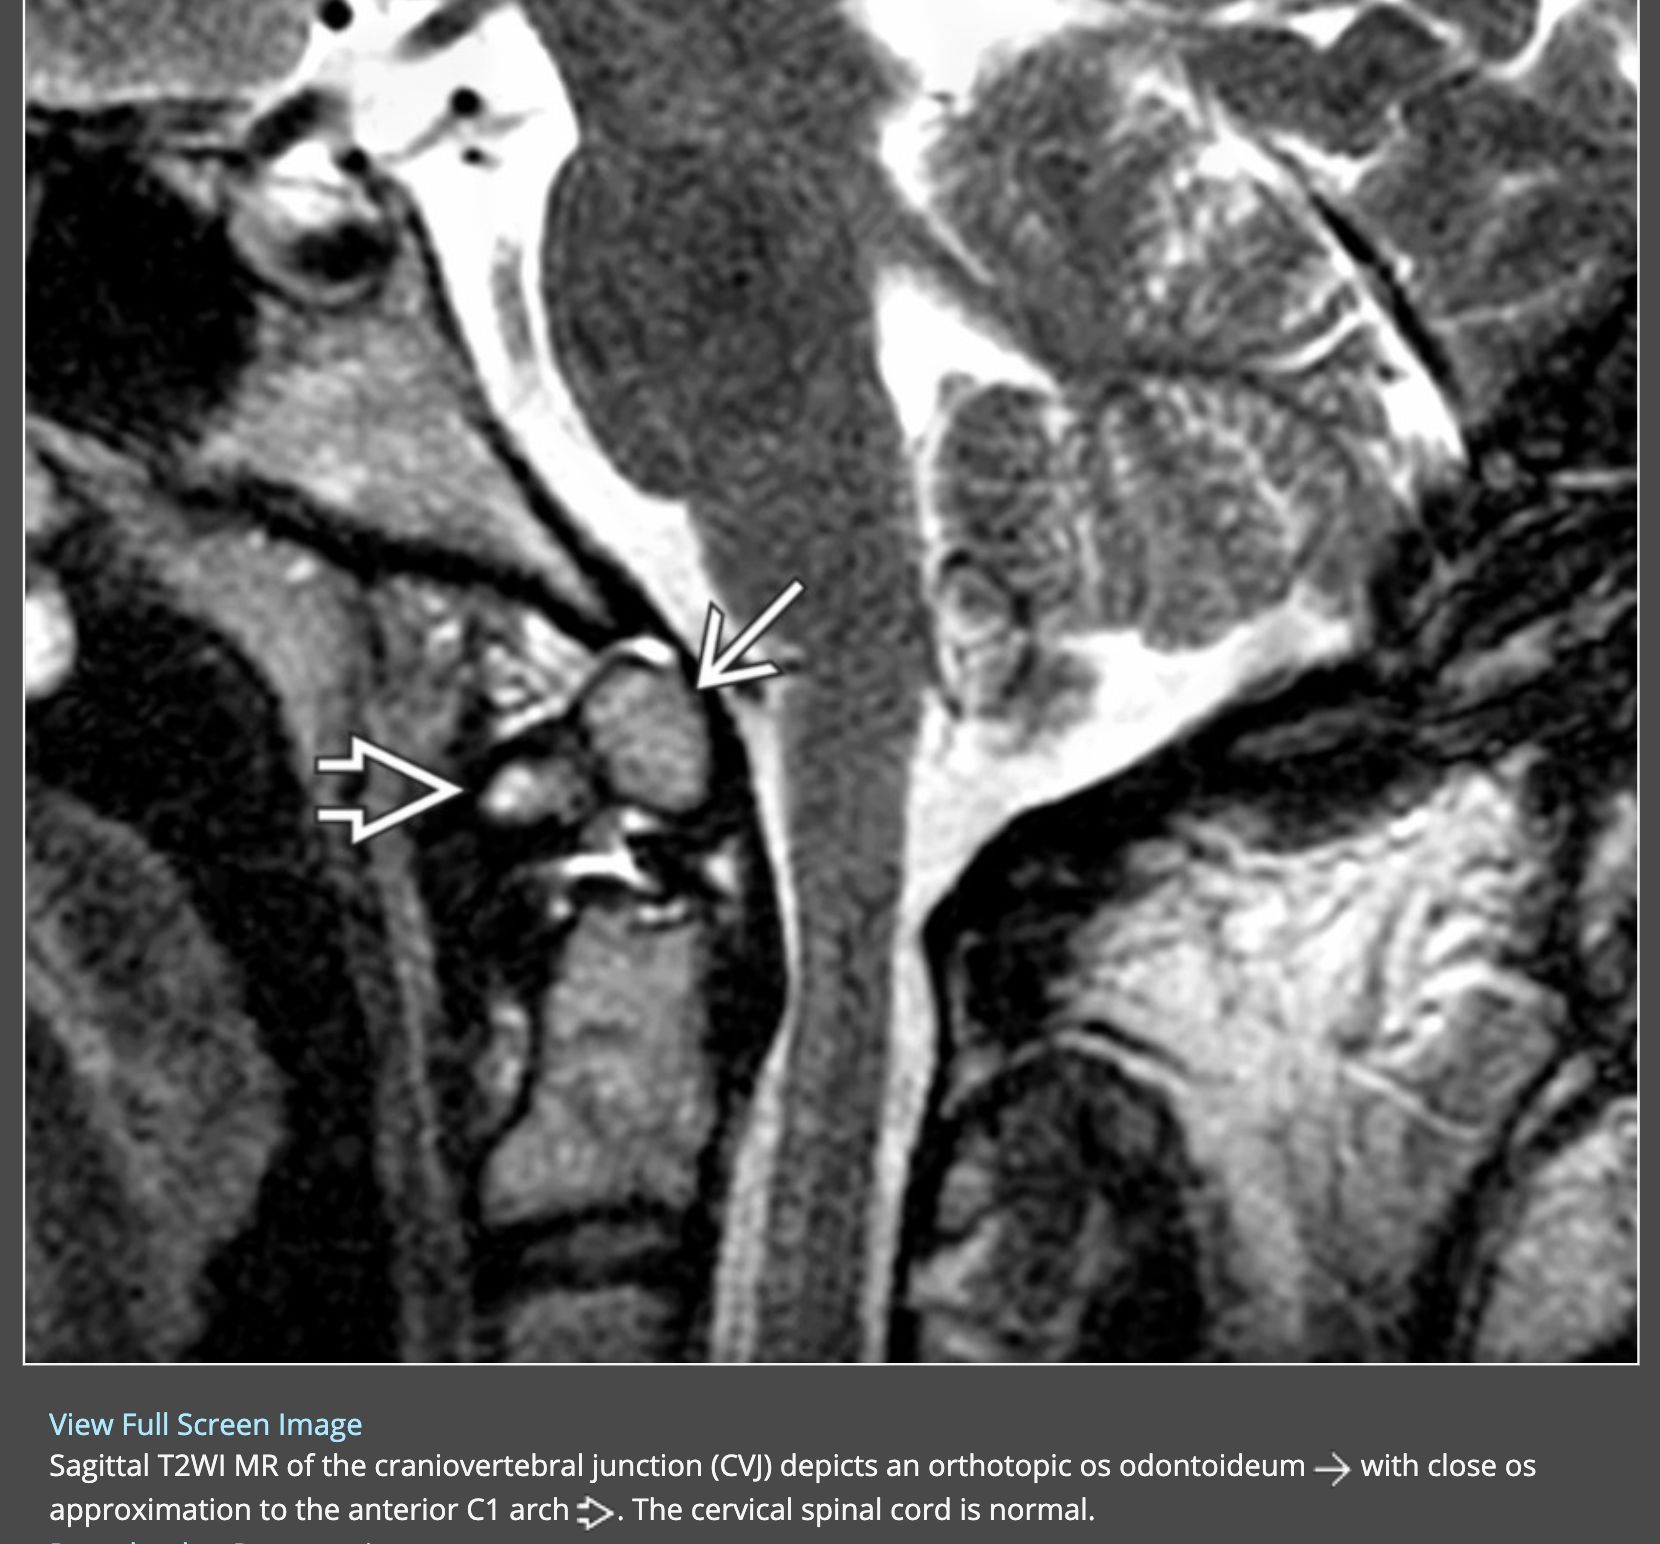 View Full Screen Image
Sagittal T2WI MR of the craniovertebral junction (CVJ) depicts an orthotopic os odontoideum → with close os
approximation to the anterior C1 arch ⇨. The cervical spinal cord is normal.